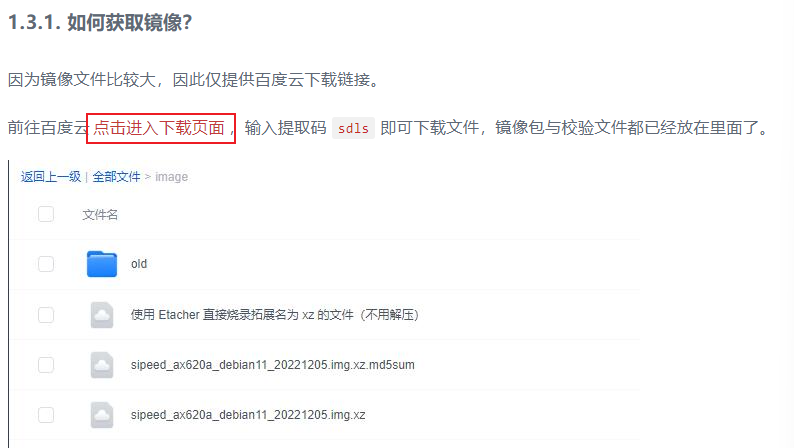 1.3.1. 如何获取镜像?
因为镜像文件比较大，因此仅提供百度云下载链接。
前往百度云 点击进入下载页面 ，输入提取码 sdls 即可下载文件，镜像包与校验文件都已经放在里面了。
返回上一级 | 全部文件 > image
文件名
old
使用 Etacher 直接烧录拓展名为 xz 的文件（不用解压）
sipeed_ax620a_debian11_20221205.img.xz.md5sum
sipeed_ax620a_debian11_20221205.img.xz